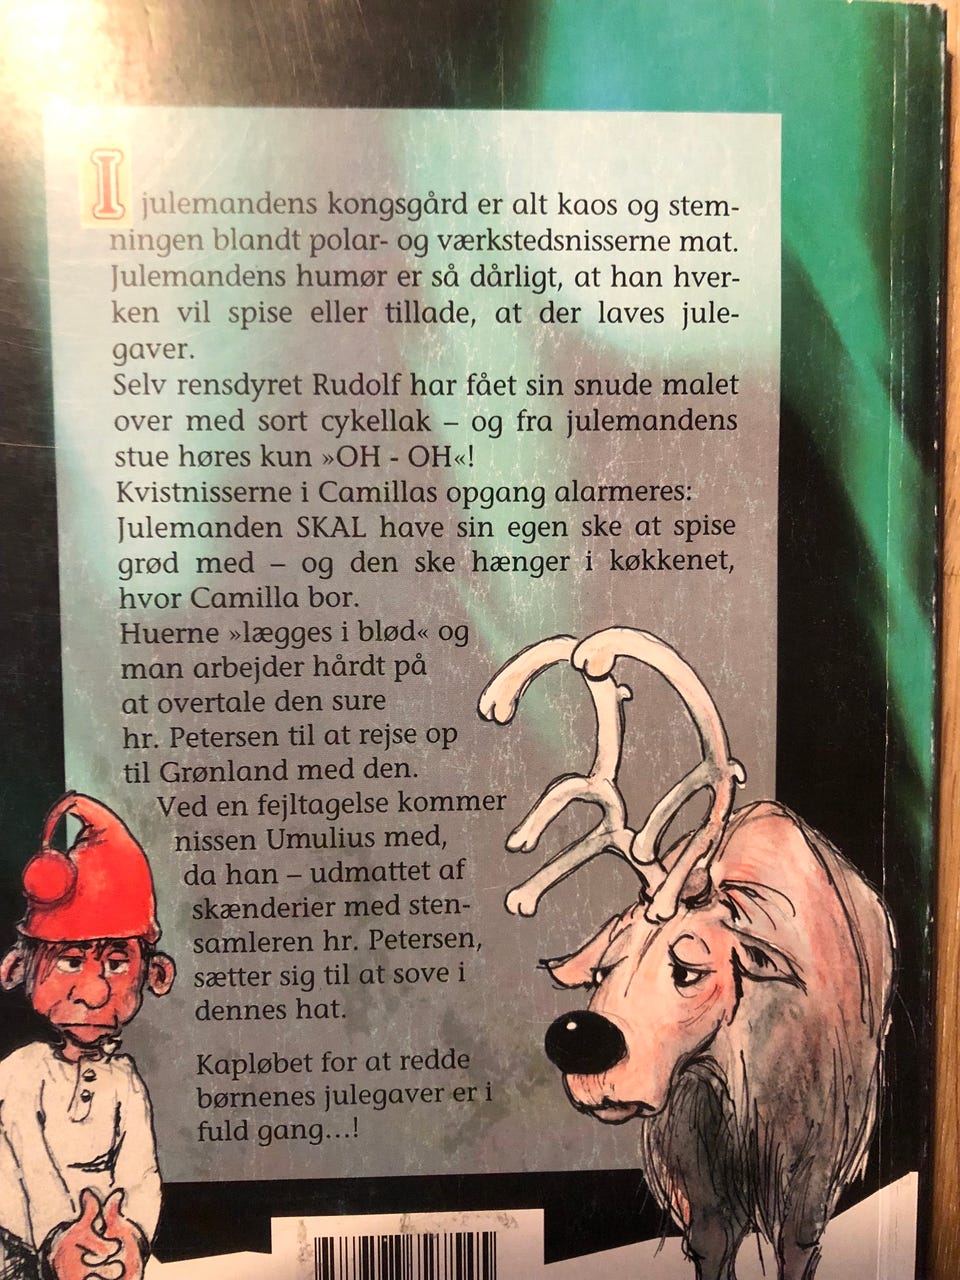 I julemandens kongsgård er alt kaos og stem-
ningen blandt polar- og værkstedsnisserne mat.
Julemandens humør er så dårligt, at han hver-
ken vil spise eller tillade, at der laves jule-
gaver.
Selv rensdyret Rudolf har fået sin snude malet
over med sort cykellak – og fra julemandens
stue høres kun »OH - OH«!
Kvistnisserne i Camillas opgang alarmeres:
Julemanden SKAL have sin egen ske at spise
grød med – og den ske hænger i køkkenet,
hvor Camilla bor.
Huerne »lægges i blød« og
man arbejder hårdt på
at overtale den sure
hr. Petersen til at rejse op
til Grønland med den.
Ved en fejltagelse kommer
nissen Umulius med,
da han – udmattet af
skænderier med sten-
samleren hr. Petersen,
sætter sig til at sove i
dennes hat.
Kapløbet for at redde
børnenes julegaver er i
fuld gang...!